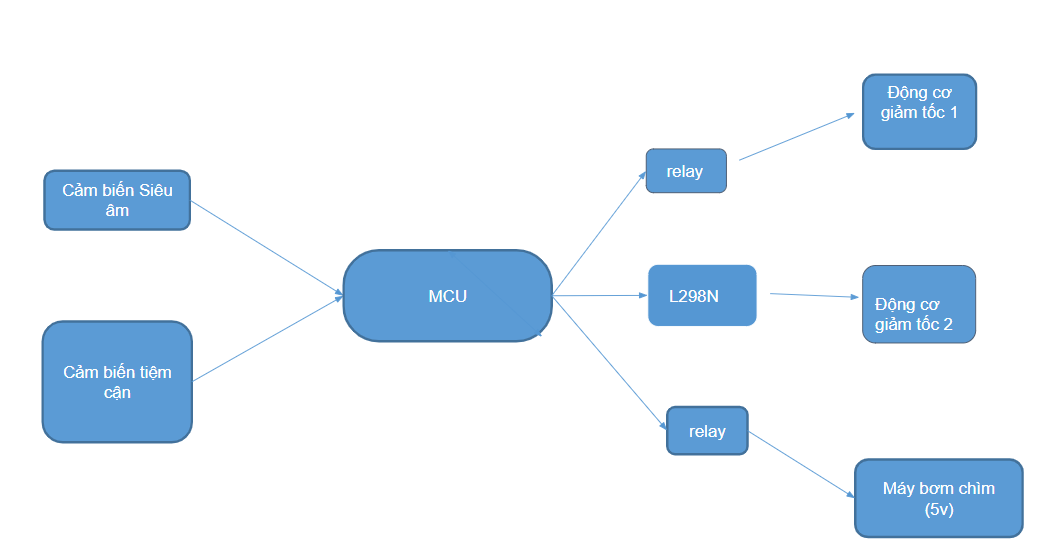 Cảm biến Siêu
âm
Cảm biến tiệm
cận
MCU
relay
L298N
relay
Động cơ
giảm tốc 1
Động cơ
giảm tốc 2
Máy bơm chìm
(5v)